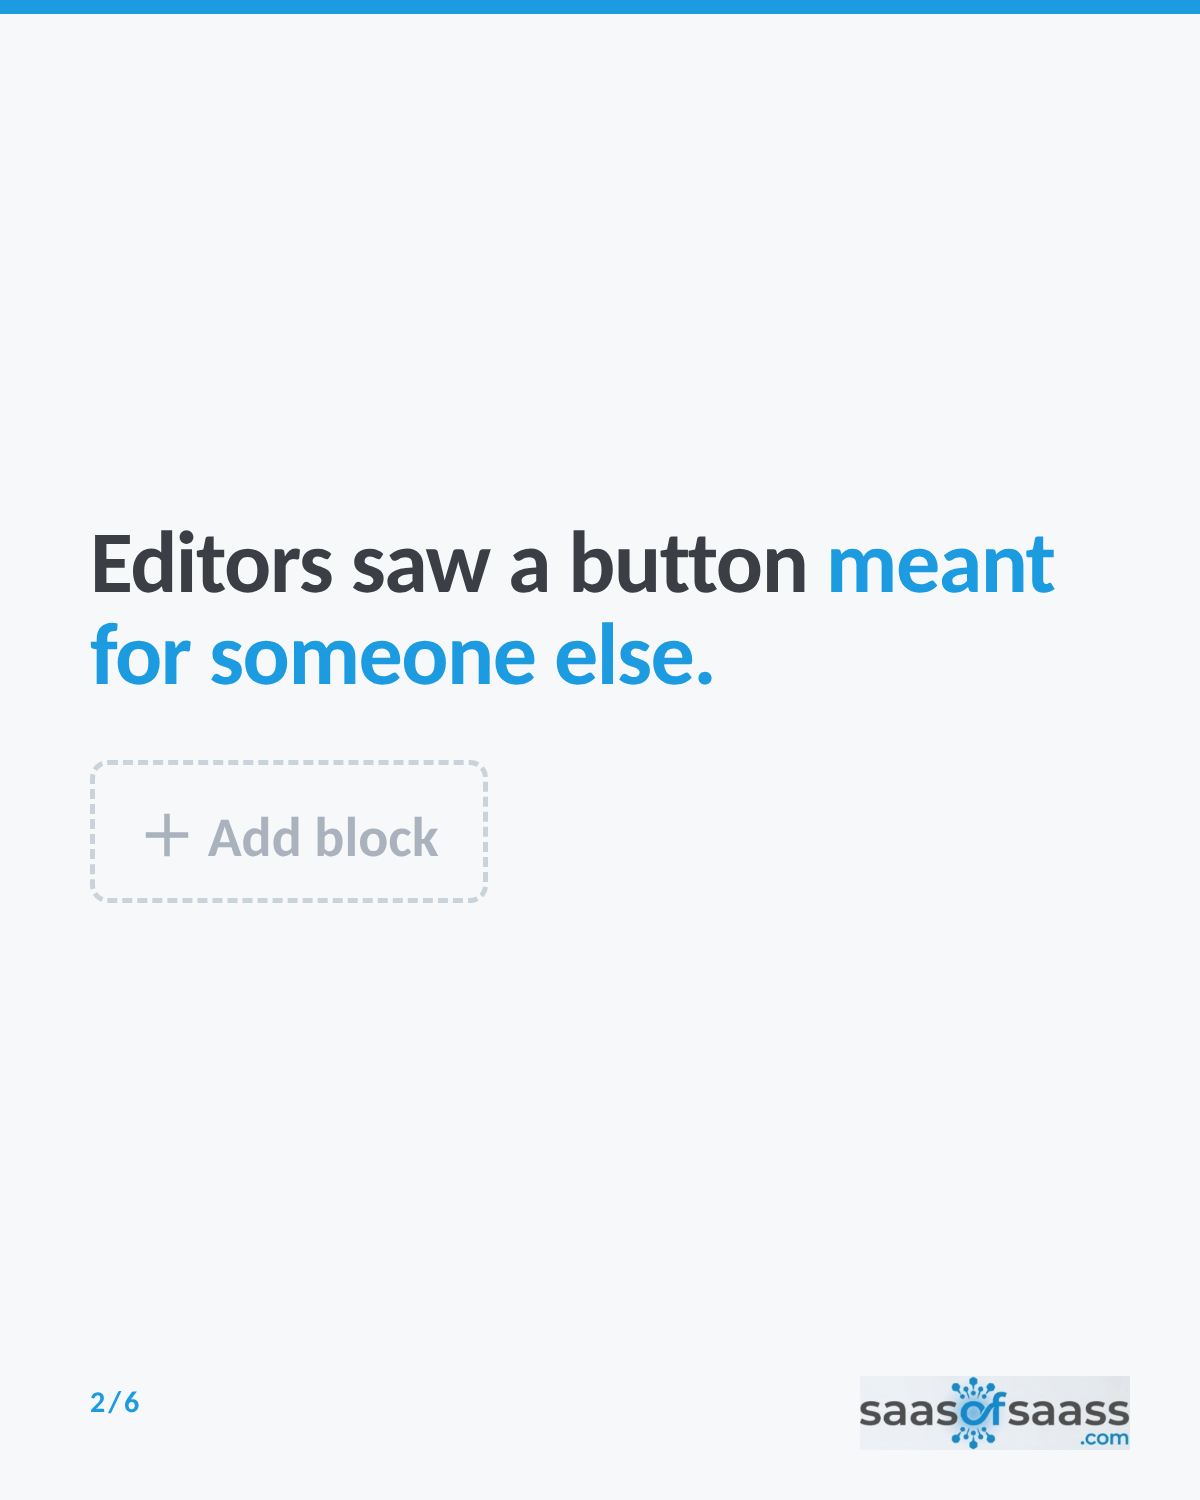 Editors saw a button meant
for someone else.
+ Add block
2/6
saasofsaass
.com